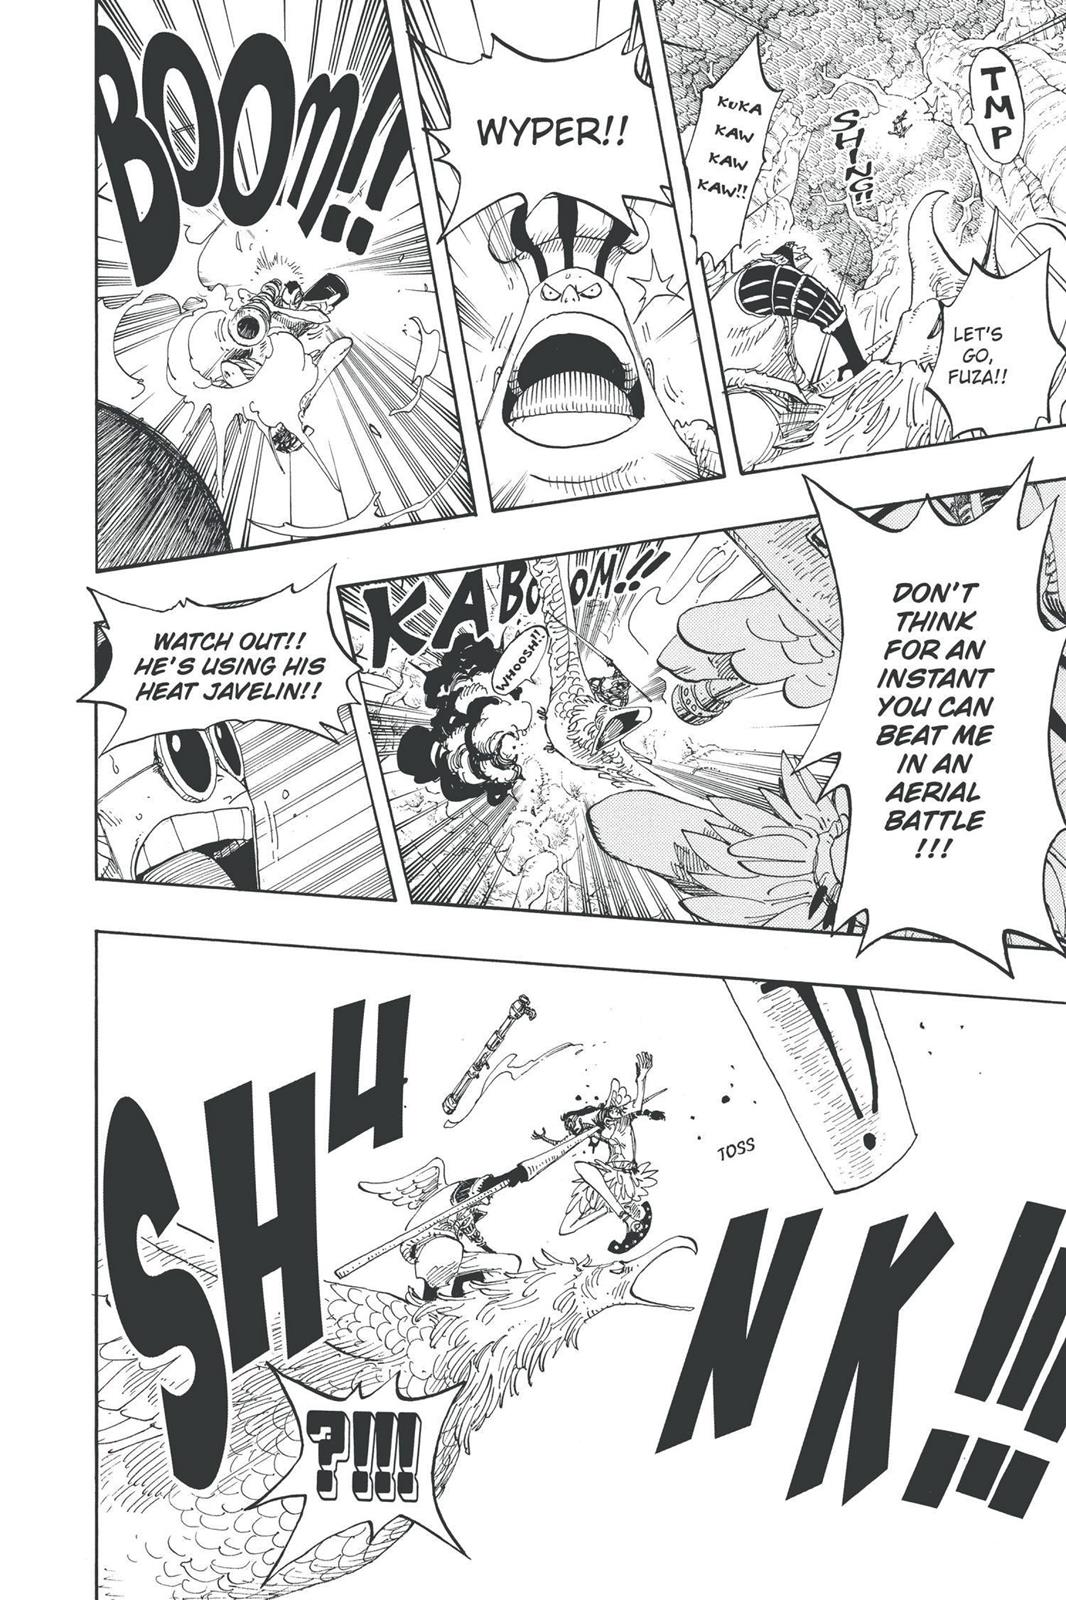 TMP
SHING!!
KUKA
KAW
KAW
KAW!!
LET'S
GO,
FUZA!!
WYPER!!
BOOM!!
DON'T
THINK
FOR AN
INSTANT
YOU CAN
BEAT ME
IN AN
AERIAL
BATTLE
!!!
KABOOM!!!
WHOOSH!!
WATCH OUT!!
HE'S USING HIS
HEAT JAVELIN!!
TOSS
SHUNK!!!
?!!!